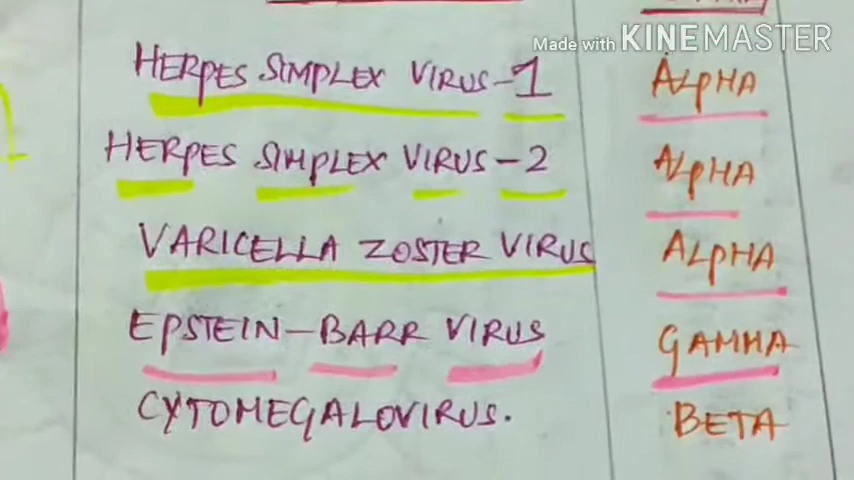 Made with KINEMASTER
HERPES SIMPLEX VIRUS-1 ALPHA
HERPES SIMPLEX VIRUS-2 ALPHA
VARICELLA ZOSTER VIRUS ALPHA
EPSTEIN-BARR VIRUS GAMMA
CYTOMEGALOVIRUS. BETA